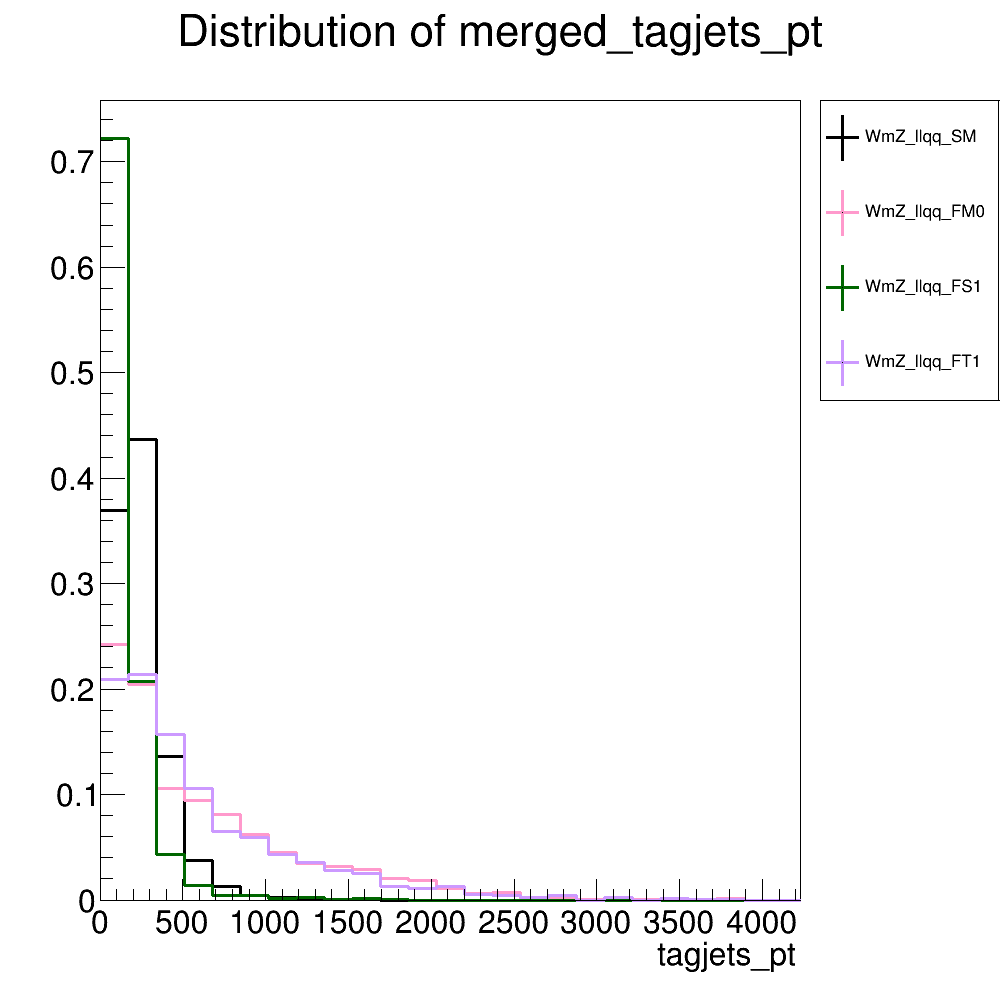 Distribution of merged_tagjets_pt
WmZ_llqq_SM
WmZ_llqq_FM0
WmZ_llqq_FS1
WmZ_llqq_FT1
0.7
0.6
0.5
0.4
0.3
0.2
0.1
0
0 500 1000 1500 2000 2500 3000 3500 4000
tagjets_pt